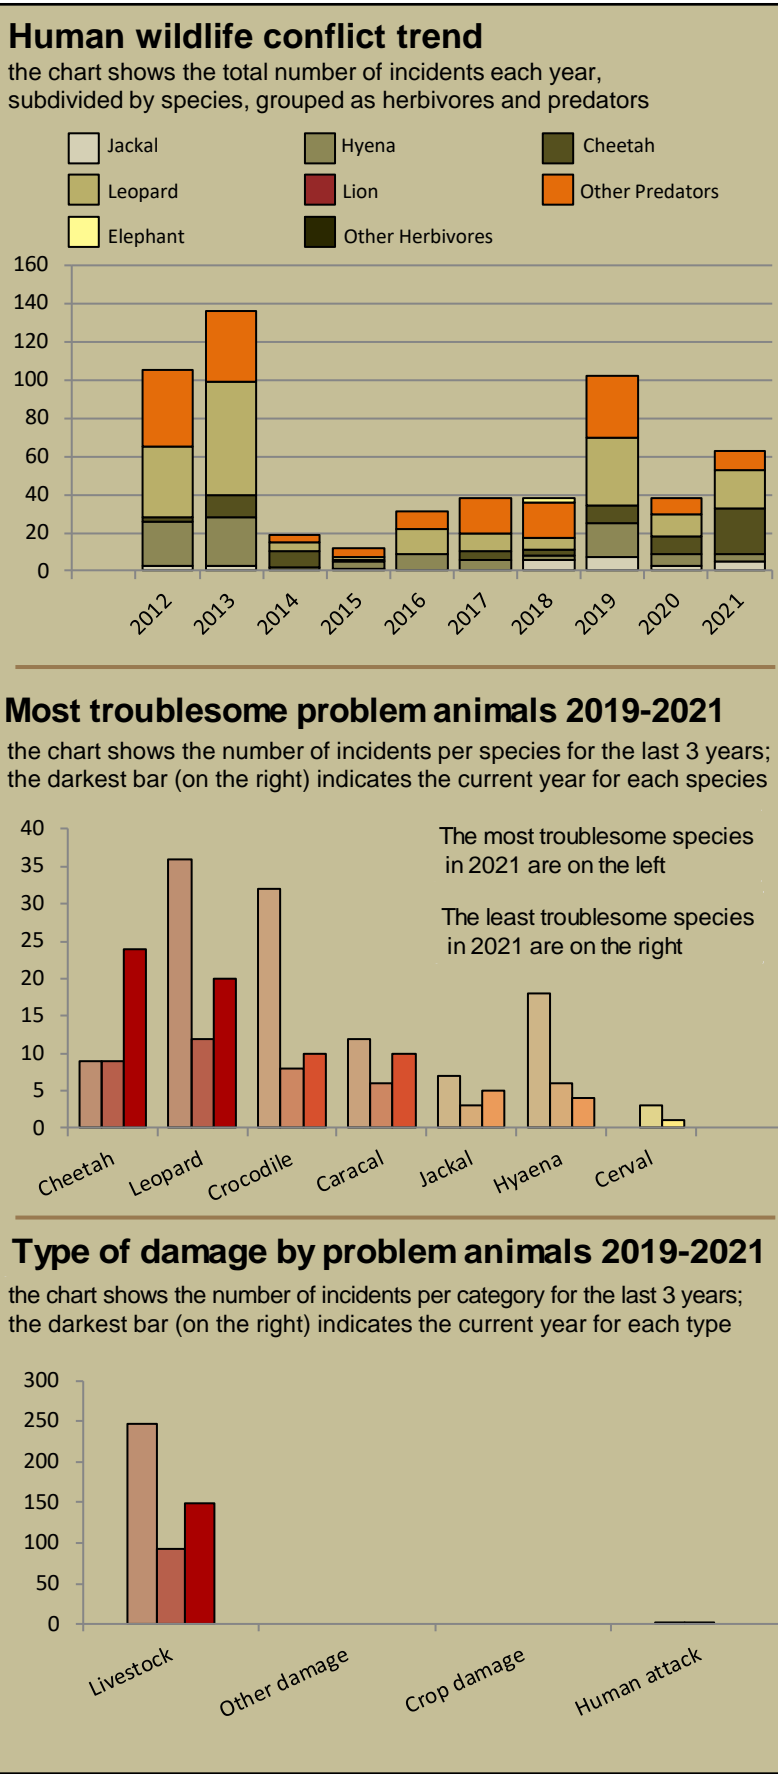 Human wildlife conflict trend
the chart shows the total number of incidents each year,
subdivided by species, grouped as herbivores and predators
Jackal
Hyena
Cheetah
Leopard
Lion
Other Predators
Elephant
Other Herbivores
160
140
120
100
80
60
40
20
0
2012
2013
2014
2015
2016
2017
2018
2019
2020
2021
Most troublesome problem animals 2019-2021
the chart shows the number of incidents per species for the last 3 years;
the darkest bar (on the right) indicates the current year for each species
The most troublesome species
in 2021 are on the left
The least troublesome species
in 2021 are on the right
40
35
30
25
20
15
10
5
0
Cheetah
Leopard
Crocodile
Caracal
Jackal
Hyaena
Cerval
Type of damage by problem animals 2019-2021
the chart shows the number of incidents per category for the last 3 years;
the darkest bar (on the right) indicates the current year for each type
300
250
200
150
100
50
0
Livestock
Other damage
Crop damage
Human attack